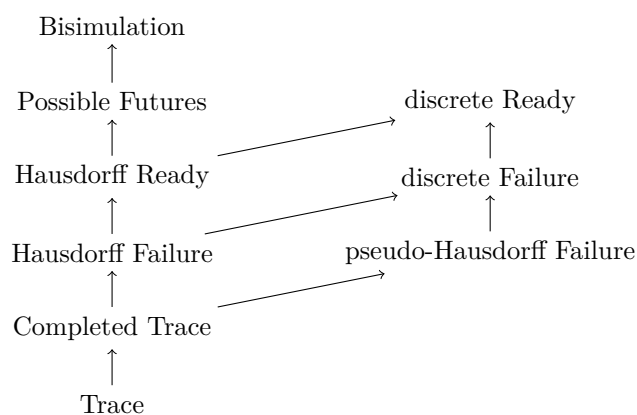 Bisimulation
Possible Futures
discrete Ready
Hausdorff Ready
discrete Failure
Hausdorff Failure
pseudo-Hausdorff Failure
Completed Trace
Trace